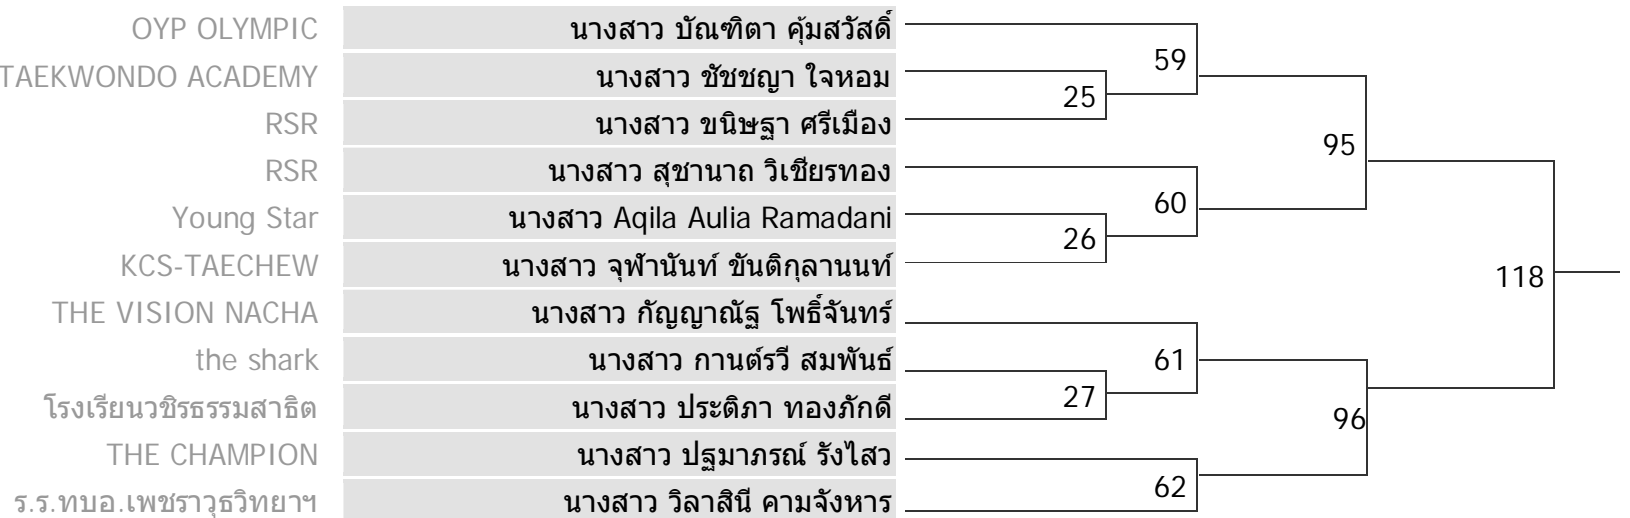 OYP OLYMPIC นางสาว บัณฑิตา คุ้มสวัสดิ์
59
TAEKWONDO ACADEMY นางสาว ชัชชญา ใจหอม
25
RSR นางสาว ขนิษฐา ศรีเมือง
95
RSR นางสาว สุชานาถ วิเชียรทอง
60
Young Star นางสาว Aqila Aulia Ramadani
26
KCS-TAECHEW นางสาว จุฬานันท์ ขันติกุลานนท์
118
THE VISION NACHA นางสาว กัญญาณัฐ โพธิ์จันทร์
the shark นางสาว กานต์รวี สมพันธ์ 61
27
โรงเรียนวชิรธรรมสาธิต นางสาว ประติภา ทองภักดี
96
THE CHAMPION นางสาว ปฐมาภรณ์ รังไสว
62
ร.ร.ทบอ.เพชราวุธวิทยาฯ นางสาว วิลาสินี คามจังหาร